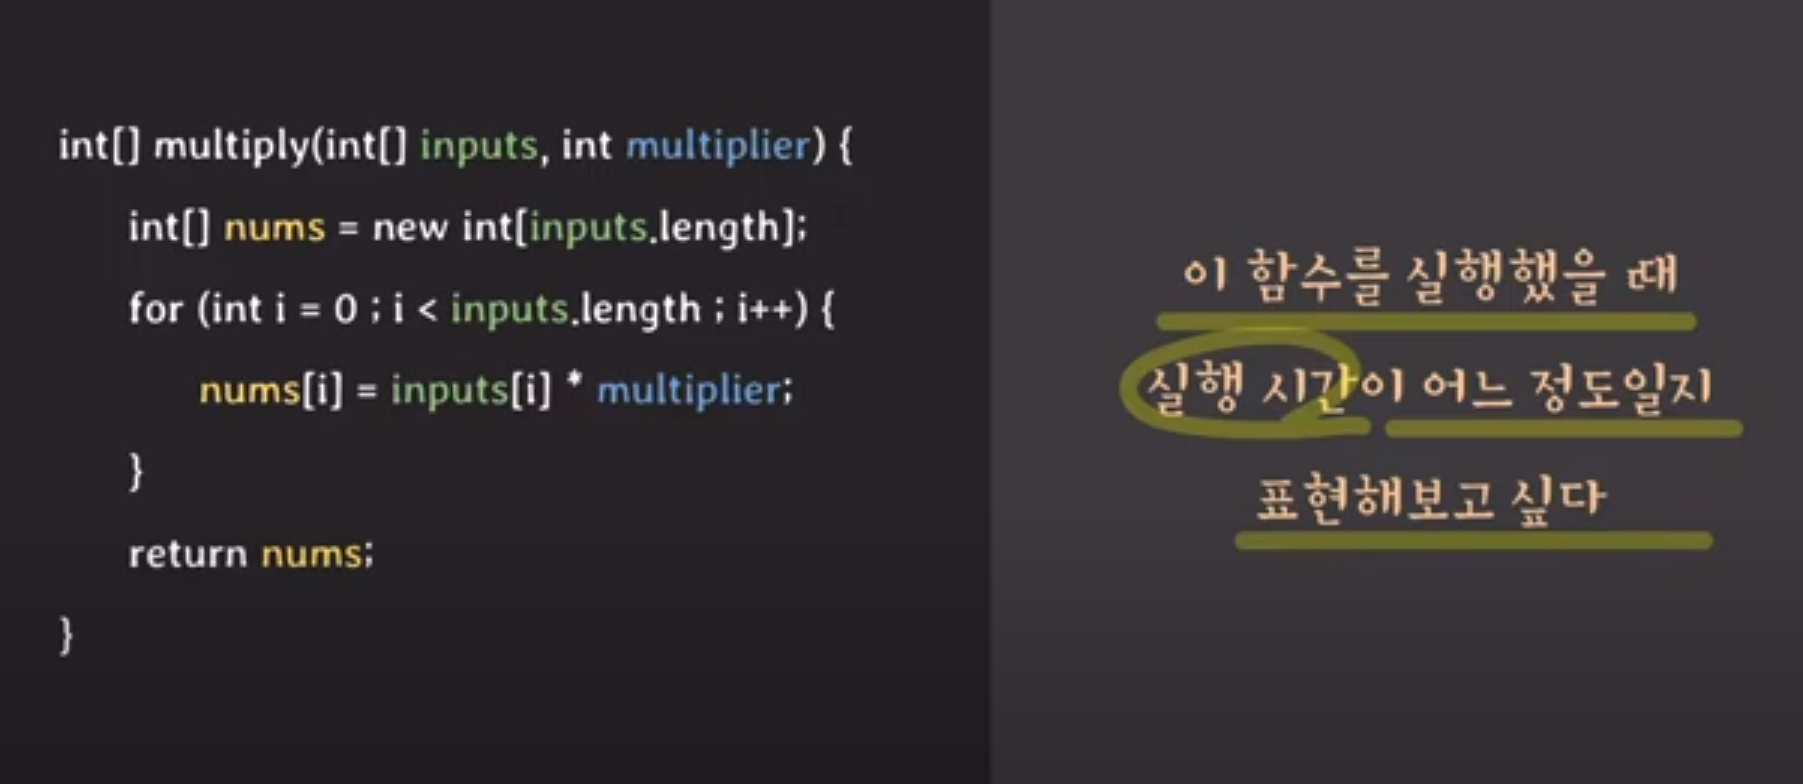 int[] multiply(int[] inputs, int multiplier) {
int[] nums = new int[inputs.length];
for (int i = 0 ; i < inputs.length ; i++) {
nums[i] = inputs[i] * multiplier;
}
return nums;
}
이 함수를 실행했을 때
실행 시간이 어느 정도일지
표현해보고 싶다